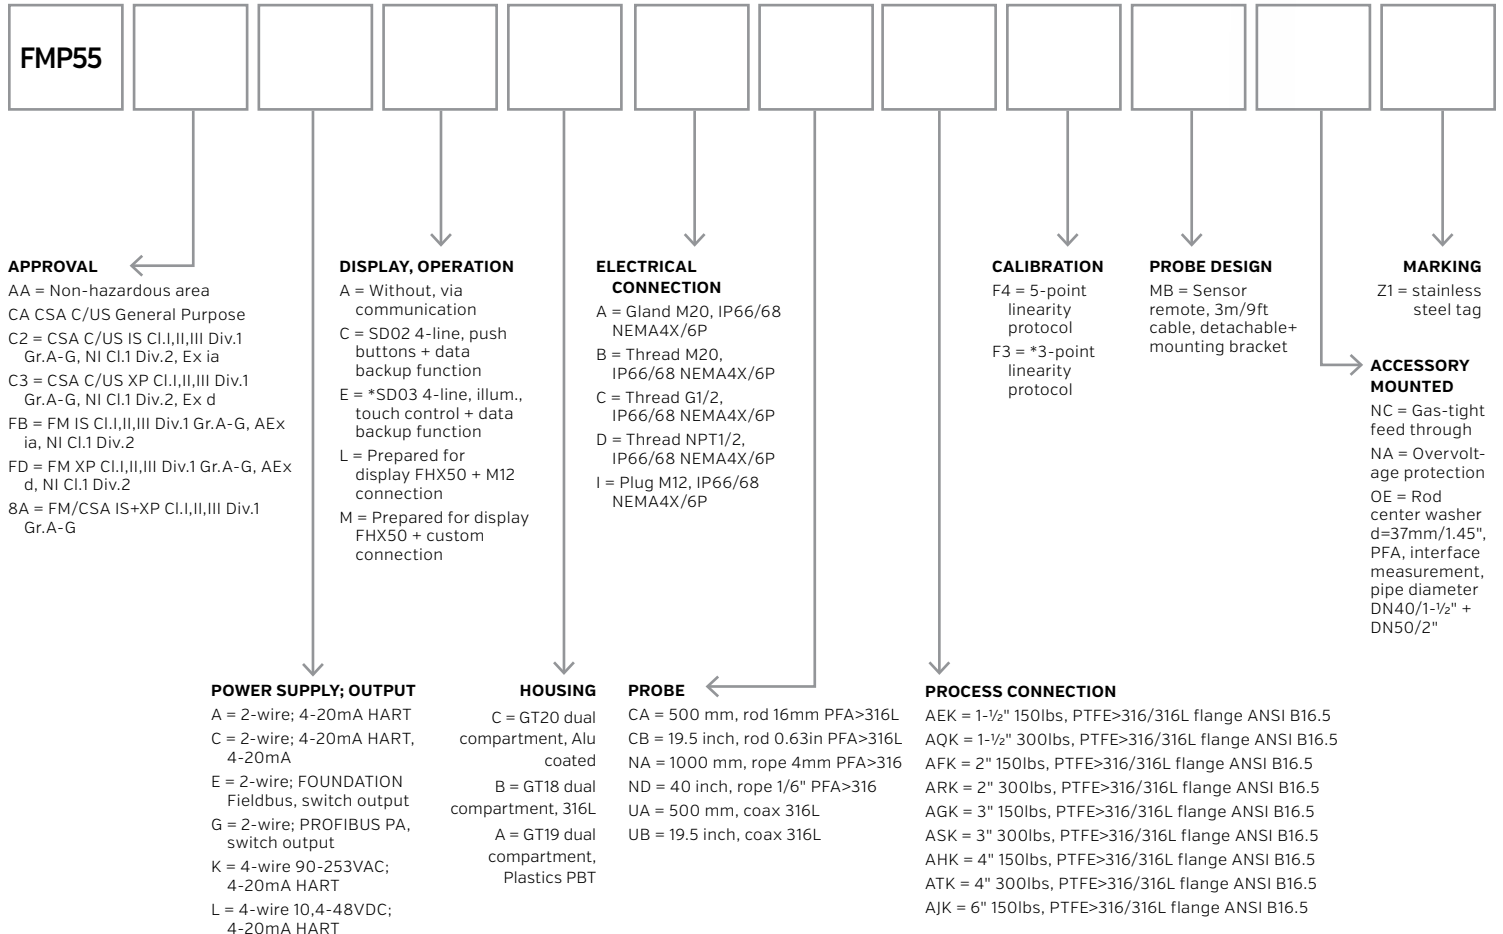 FMP55
APPROVAL
AA = Non-hazardous area
CA CSA C/US General Purpose
C2 = CSA C/US IS Cl.I,II,III Div.1
Gr.A-G, NI Cl.1 Div.2, Ex ia
C3 = CSA C/US XP Cl.I,II,III Div.1
Gr.A-G, NI Cl.1 Div.2, Ex d
FB = FM IS Cl.I,II,III Div.1 Gr.A-G, AEx
ia, NI Cl.1 Div.2
FD = FM XP Cl.I,II,III Div.1 Gr.A-G, AEx
d, NI Cl.1 Div.2
8A = FM/CSA IS+XP Cl.I,II,III Div.1
Gr.A-G
DISPLAY, OPERATION
A = Without, via
communication
C = SD02 4-line, push
buttons + data
backup function
E = *SD03 4-line, illum.,
touch control + data
backup function
L = Prepared for
display FHX50 + M12
connection
M = Prepared for display
FHX50 + custom
connection
ELECTRICAL
CONNECTION
A = Gland M20, IP66/68
NEMA4X/6P
B = Thread M20,
IP66/68 NEMA4X/6P
C = Thread G1/2,
IP66/68 NEMA4X/6P
D = Thread NPT1/2,
IP66/68 NEMA4X/6P
I = Plug M12, IP66/68
NEMA4X/6P
CALIBRATION
F4 = 5-point
linearity
protocol
F3 = *3-point
linearity
protocol
PROBE DESIGN
MB = Sensor
remote, 3m/9ft
cable, detachable+
mounting bracket
MARKING
Z1 = stainless
steel tag
ACCESSORY
MOUNTED
NC = Gas-tight
feed through
NA = Overvolt-
age protection
OE = Rod
center washer
d=37mm/1.45",
PFA, interface
measurement,
pipe diameter
DN40/1-½" +
DN50/2"
POWER SUPPLY; OUTPUT
A = 2-wire; 4-20mA HART
C = 2-wire; 4-20mA HART,
4-20mA
E = 2-wire; FOUNDATION
Fieldbus, switch output
G = 2-wire; PROFIBUS PA,
switch output
K = 4-wire 90-253VAC;
4-20mA HART
L = 4-wire 10,4-48VDC;
4-20mA HART
HOUSING
C = GT20 dual
compartment, Alu
coated
B = GT18 dual
compartment, 316L
A = GT19 dual
compartment,
Plastics PBT
PROBE
CA = 500 mm, rod 16mm PFA>316L
CB = 19.5 inch, rod 0.63in PFA>316L
NA = 1000 mm, rope 4mm PFA>316
ND = 40 inch, rope 1/6" PFA>316
UA = 500 mm, coax 316L
UB = 19.5 inch, coax 316L
PROCESS CONNECTION
AEK = 1-½" 150lbs, PTFE>316/316L flange ANSI B16.5
AQK = 1-½" 300lbs, PTFE>316/316L flange ANSI B16.5
AFK = 2" 150lbs, PTFE>316/316L flange ANSI B16.5
ARK = 2" 300lbs, PTFE>316/316L flange ANSI B16.5
AGK = 3" 150lbs, PTFE>316/316L flange ANSI B16.5
ASK = 3" 300lbs, PTFE>316/316L flange ANSI B16.5
AHK = 4" 150lbs, PTFE>316/316L flange ANSI B16.5
ATK = 4" 300lbs, PTFE>316/316L flange ANSI B16.5
AJK = 6" 150lbs, PTFE>316/316L flange ANSI B16.5